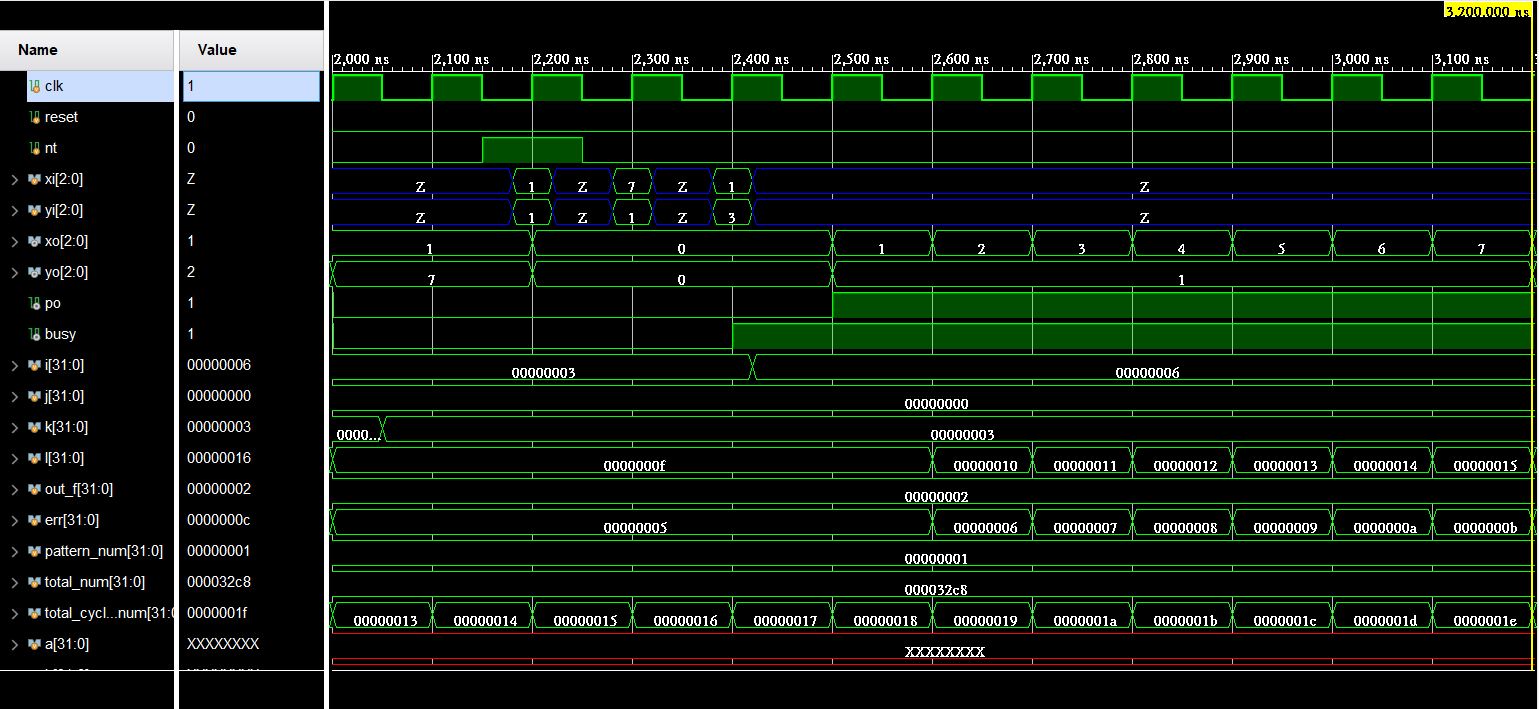 3,200.000 ns
Name Value
2,000 ns 2,100 ns 2,200 ns 2,300 ns 2,400 ns 2,500 ns 2,600 ns 2,700 ns 2,800 ns 2,900 ns 3,000 ns 3,100 ns
clk 1
reset 0
nt 0
xi[2:0] Z Z 1 Z 7 Z 1 Z
yi[2:0] Z Z 1 Z 1 Z 3 Z
xo[2:0] 1 1 0 1 2 3 4 5 6 7
yo[2:0] 2 7 0 1
po 1
busy 1
i[31:0] 00000006 00000003 00000006
j[31:0] 00000000 00000000
k[31:0] 00000003 0000... 00000003
l[31:0] 00000016 0000000f 00000010 00000011 00000012 00000013 00000014 00000015
out_f[31:0] 00000002 00000002
err[31:0] 0000000c 00000005 00000006 00000007 00000008 00000009 0000000a 0000000b
pattern_num[31:0] 00000001 00000001
total_num[31:0] 000032c8 000032c8
total_cycl...num[31:0 0000001f 00000013 00000014 00000015 00000016 00000017 00000018 00000019 0000001a 0000001b 0000001c 0000001d 0000001e
a[31:0] XXXXXXXX XXXXXXXX